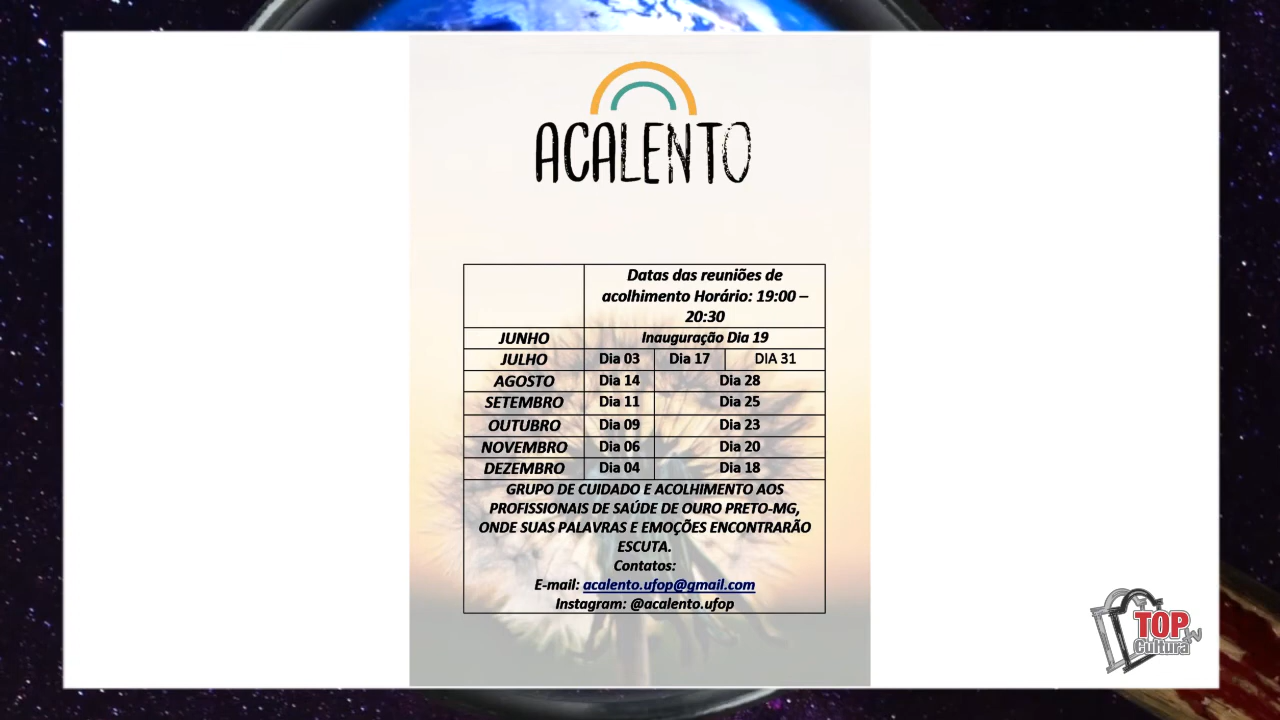 ACALENTO
Datas das reuniões de
acolhimento Horário: 19:00 –
20:30
JUNHO Inauguração Dia 19
JULHO Dia 03 Dia 17 DIA 31
AGOSTO Dia 14 Dia 28
SETEMBRO Dia 11 Dia 25
OUTUBRO Dia 09 Dia 23
NOVEMBRO Dia 06 Dia 20
DEZEMBRO Dia 04 Dia 18
GRUPO DE CUIDADO E ACOLHIMENTO AOS
PROFISSIONAIS DE SAÚDE DE OURO PRETO-MG,
ONDE SUAS PALAVRAS E EMOÇÕES ENCONTRARÃO
ESCUTA.
Contatos:
E-mail: acalento.ufop@gmail.com
Instagram: @acalento.ufop
TOP
Cultura tv